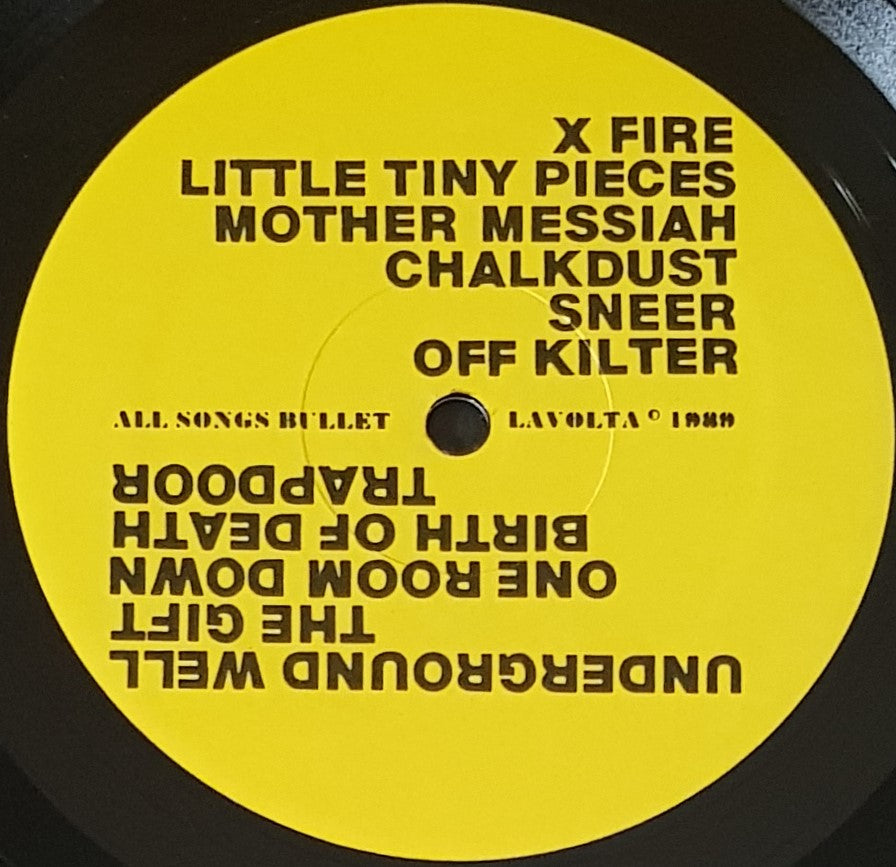 X FIRE
LITTLE TINY PIECES
MOTHER MESSIAH
CHALKDUST
SNEER
OFF KILTER
ALL SONGS BULLET LAVOLTA © 1989
UNDERGROUND WELL
THE GIFT
ONE ROOM DOWN
BIRTH OF DEATH
TRAPDOOR